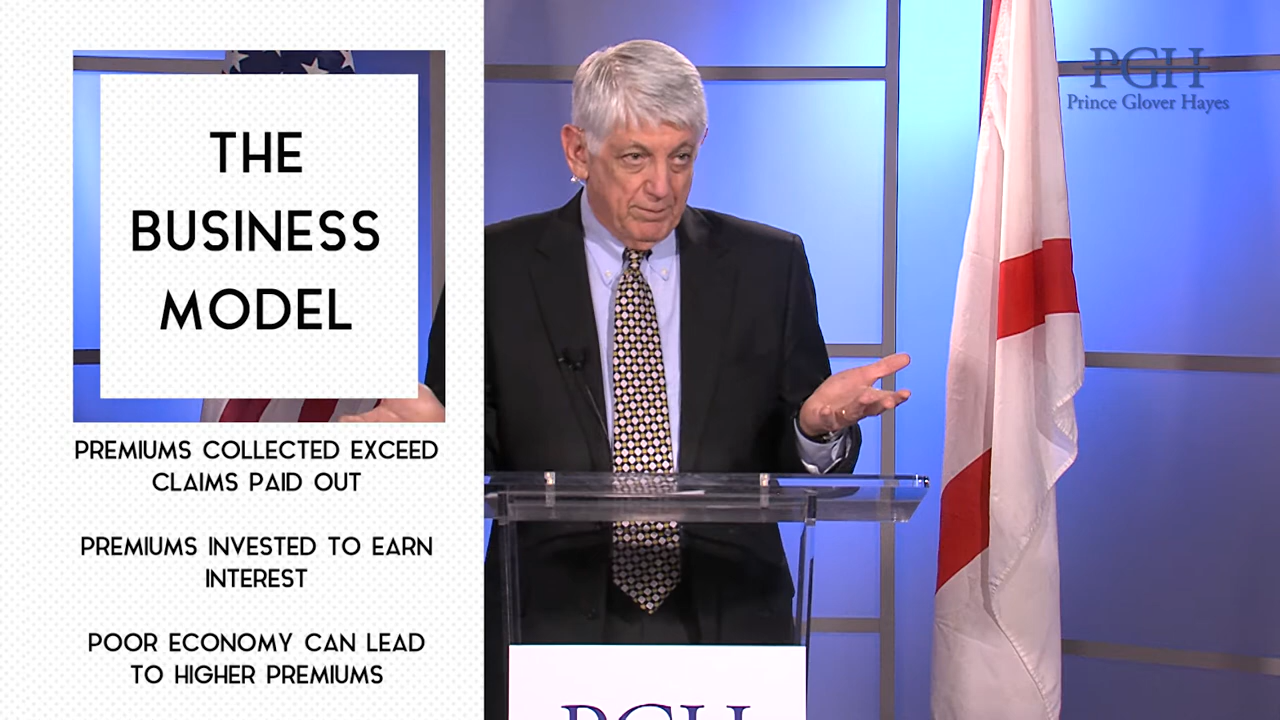 THE
BUSINESS
MODEL
PREMIUMS COLLECTED EXCEED
CLAIMS PAID OUT
PREMIUMS INVESTED TO EARN
INTEREST
POOR ECONOMY CAN LEAD
TO HIGHER PREMIUMS
PGH
Prince Glover Hayes
PGH